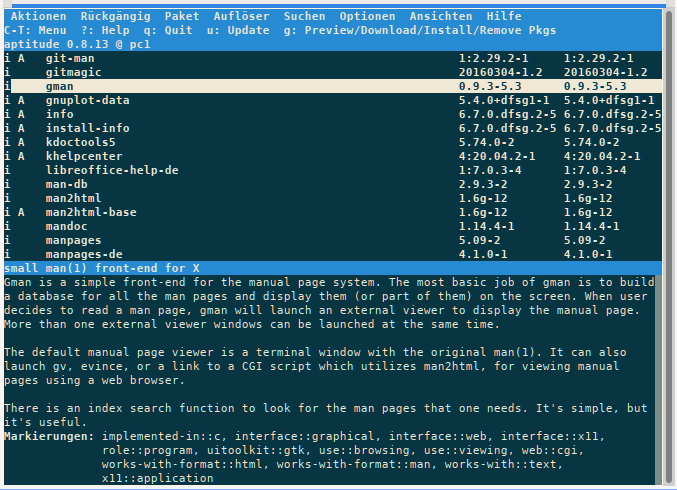 Aktionen Rückgängig Paket Auflöser Suchen Optionen Ansichten Hilfe
C-T: Menu ?: Help q: Quit u: Update g: Preview/Download/Install/Remove Pkgs
aptitude 0.8.13 @ pc1
i A git-man 1:2.29.2-1 1:2.29.2-1
i gitmagic 20160304-1.2 20160304-1.2
i gman 0.9.3-5.3 0.9.3-5.3
i A gnuplot-data 5.4.0+dfsg1-1 5.4.0+dfsg1-1
i A info 6.7.0.dfsg.2-5 6.7.0.dfsg.2-5
i A install-info 6.7.0.dfsg.2-5 6.7.0.dfsg.2-5
i A kdoctools5 5.74.0-2 5.74.0-2
i A khelpcenter 4:20.04.2-1 4:20.04.2-1
i libreoffice-help-de 1:7.0.3-4 1:7.0.3-4
i man-db 2.9.3-2 2.9.3-2
i man2html 1.6g-12 1.6g-12
i A man2html-base 1.6g-12 1.6g-12
i mandoc 1.14.4-1 1.14.4-1
i manpages 5.09-2 5.09-2
i manpages-de 4.1.0-1 4.1.0-1
small man(1) front-end for X
Gman is a simple front-end for the manual page system. The most basic job of gman is to build
a database for all the man pages and display them (or part of them) on the screen. When user
decides to read a man page, gman will launch an external viewer to display the manual page.
More than one external viewer windows can be launched at the same time.
The default manual page viewer is a terminal window with the original man(1). It can also
launch gv, evince, or a link to a CGI script which utilizes man2html, for viewing manual
pages using a web browser.
There is an index search function to look for the man pages that one needs. It's simple, but
it's useful.
Markierungen: implemented-in::c, interface::graphical, interface::web, interface::x11,
role::program, uitoolkit::gtk, use::browsing, use::viewing, web::cgi,
works-with-format::html, works-with-format::man, works-with::text,
x11::application